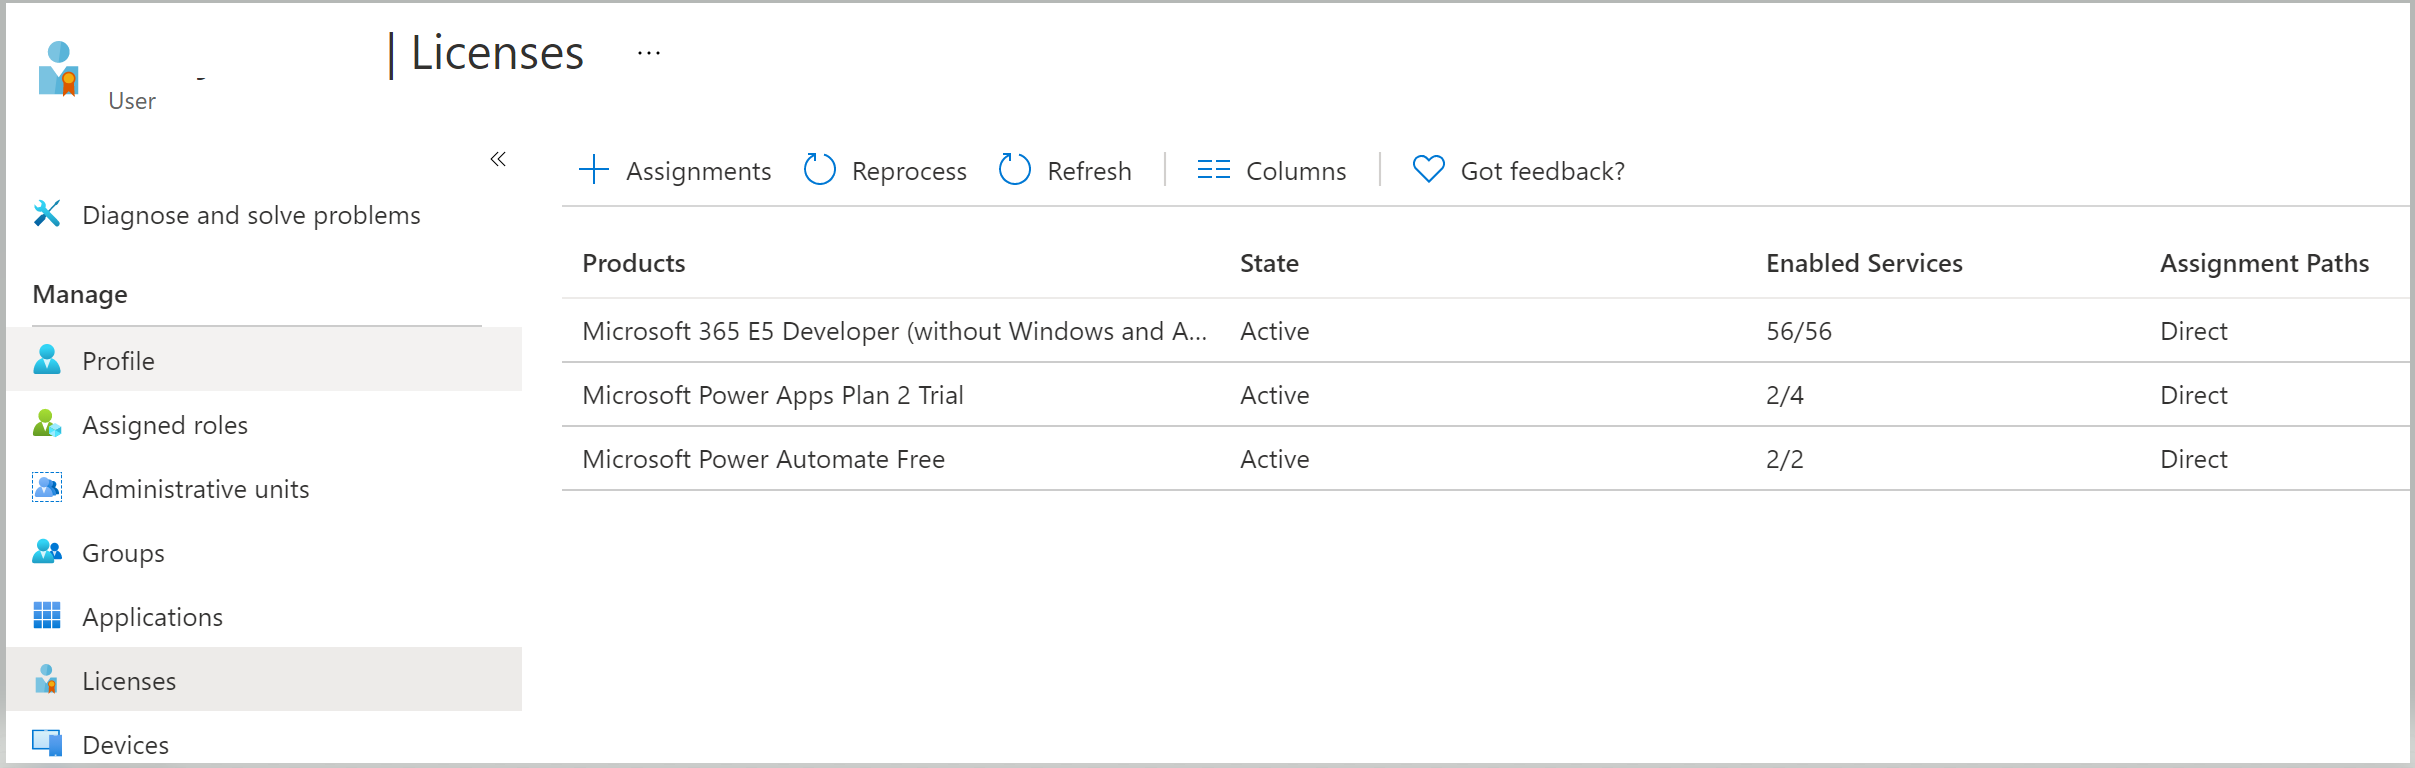 | Licenses ...
User
«
Diagnose and solve problems
Manage
Profile
Assigned roles
Administrative units
Groups
Applications
Licenses
Devices
Assignments Reprocess Refresh Columns Got feedback?
Products State Enabled Services Assignment Paths
Microsoft 365 E5 Developer (without Windows and A... Active 56/56 Direct
Microsoft Power Apps Plan 2 Trial Active 2/4 Direct
Microsoft Power Automate Free Active 2/2 Direct